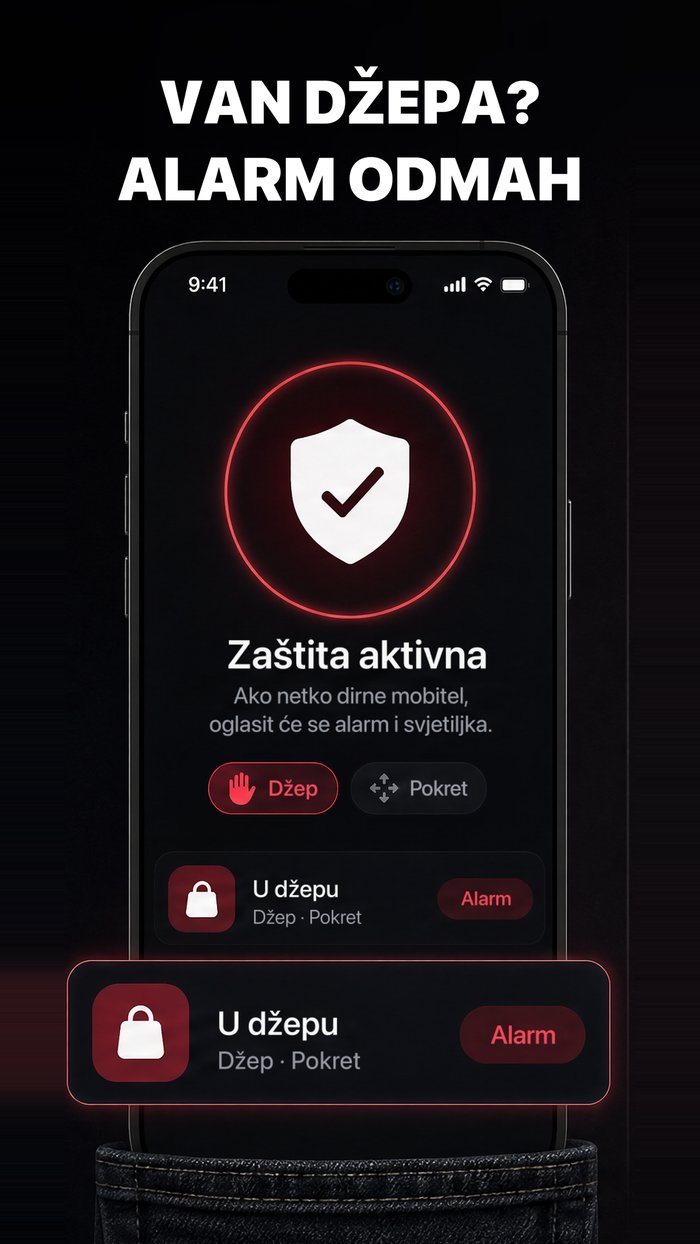 VAN DŽEPA?
ALARM ODMAH
9:41
Zaštita aktivna
Ako netko dirne mobitel,
oglasit će se alarm i svjetiljka.
Džep
Pokret
U džepu
Džep · Pokret
Alarm
U džepu
Džep · Pokret
Alarm